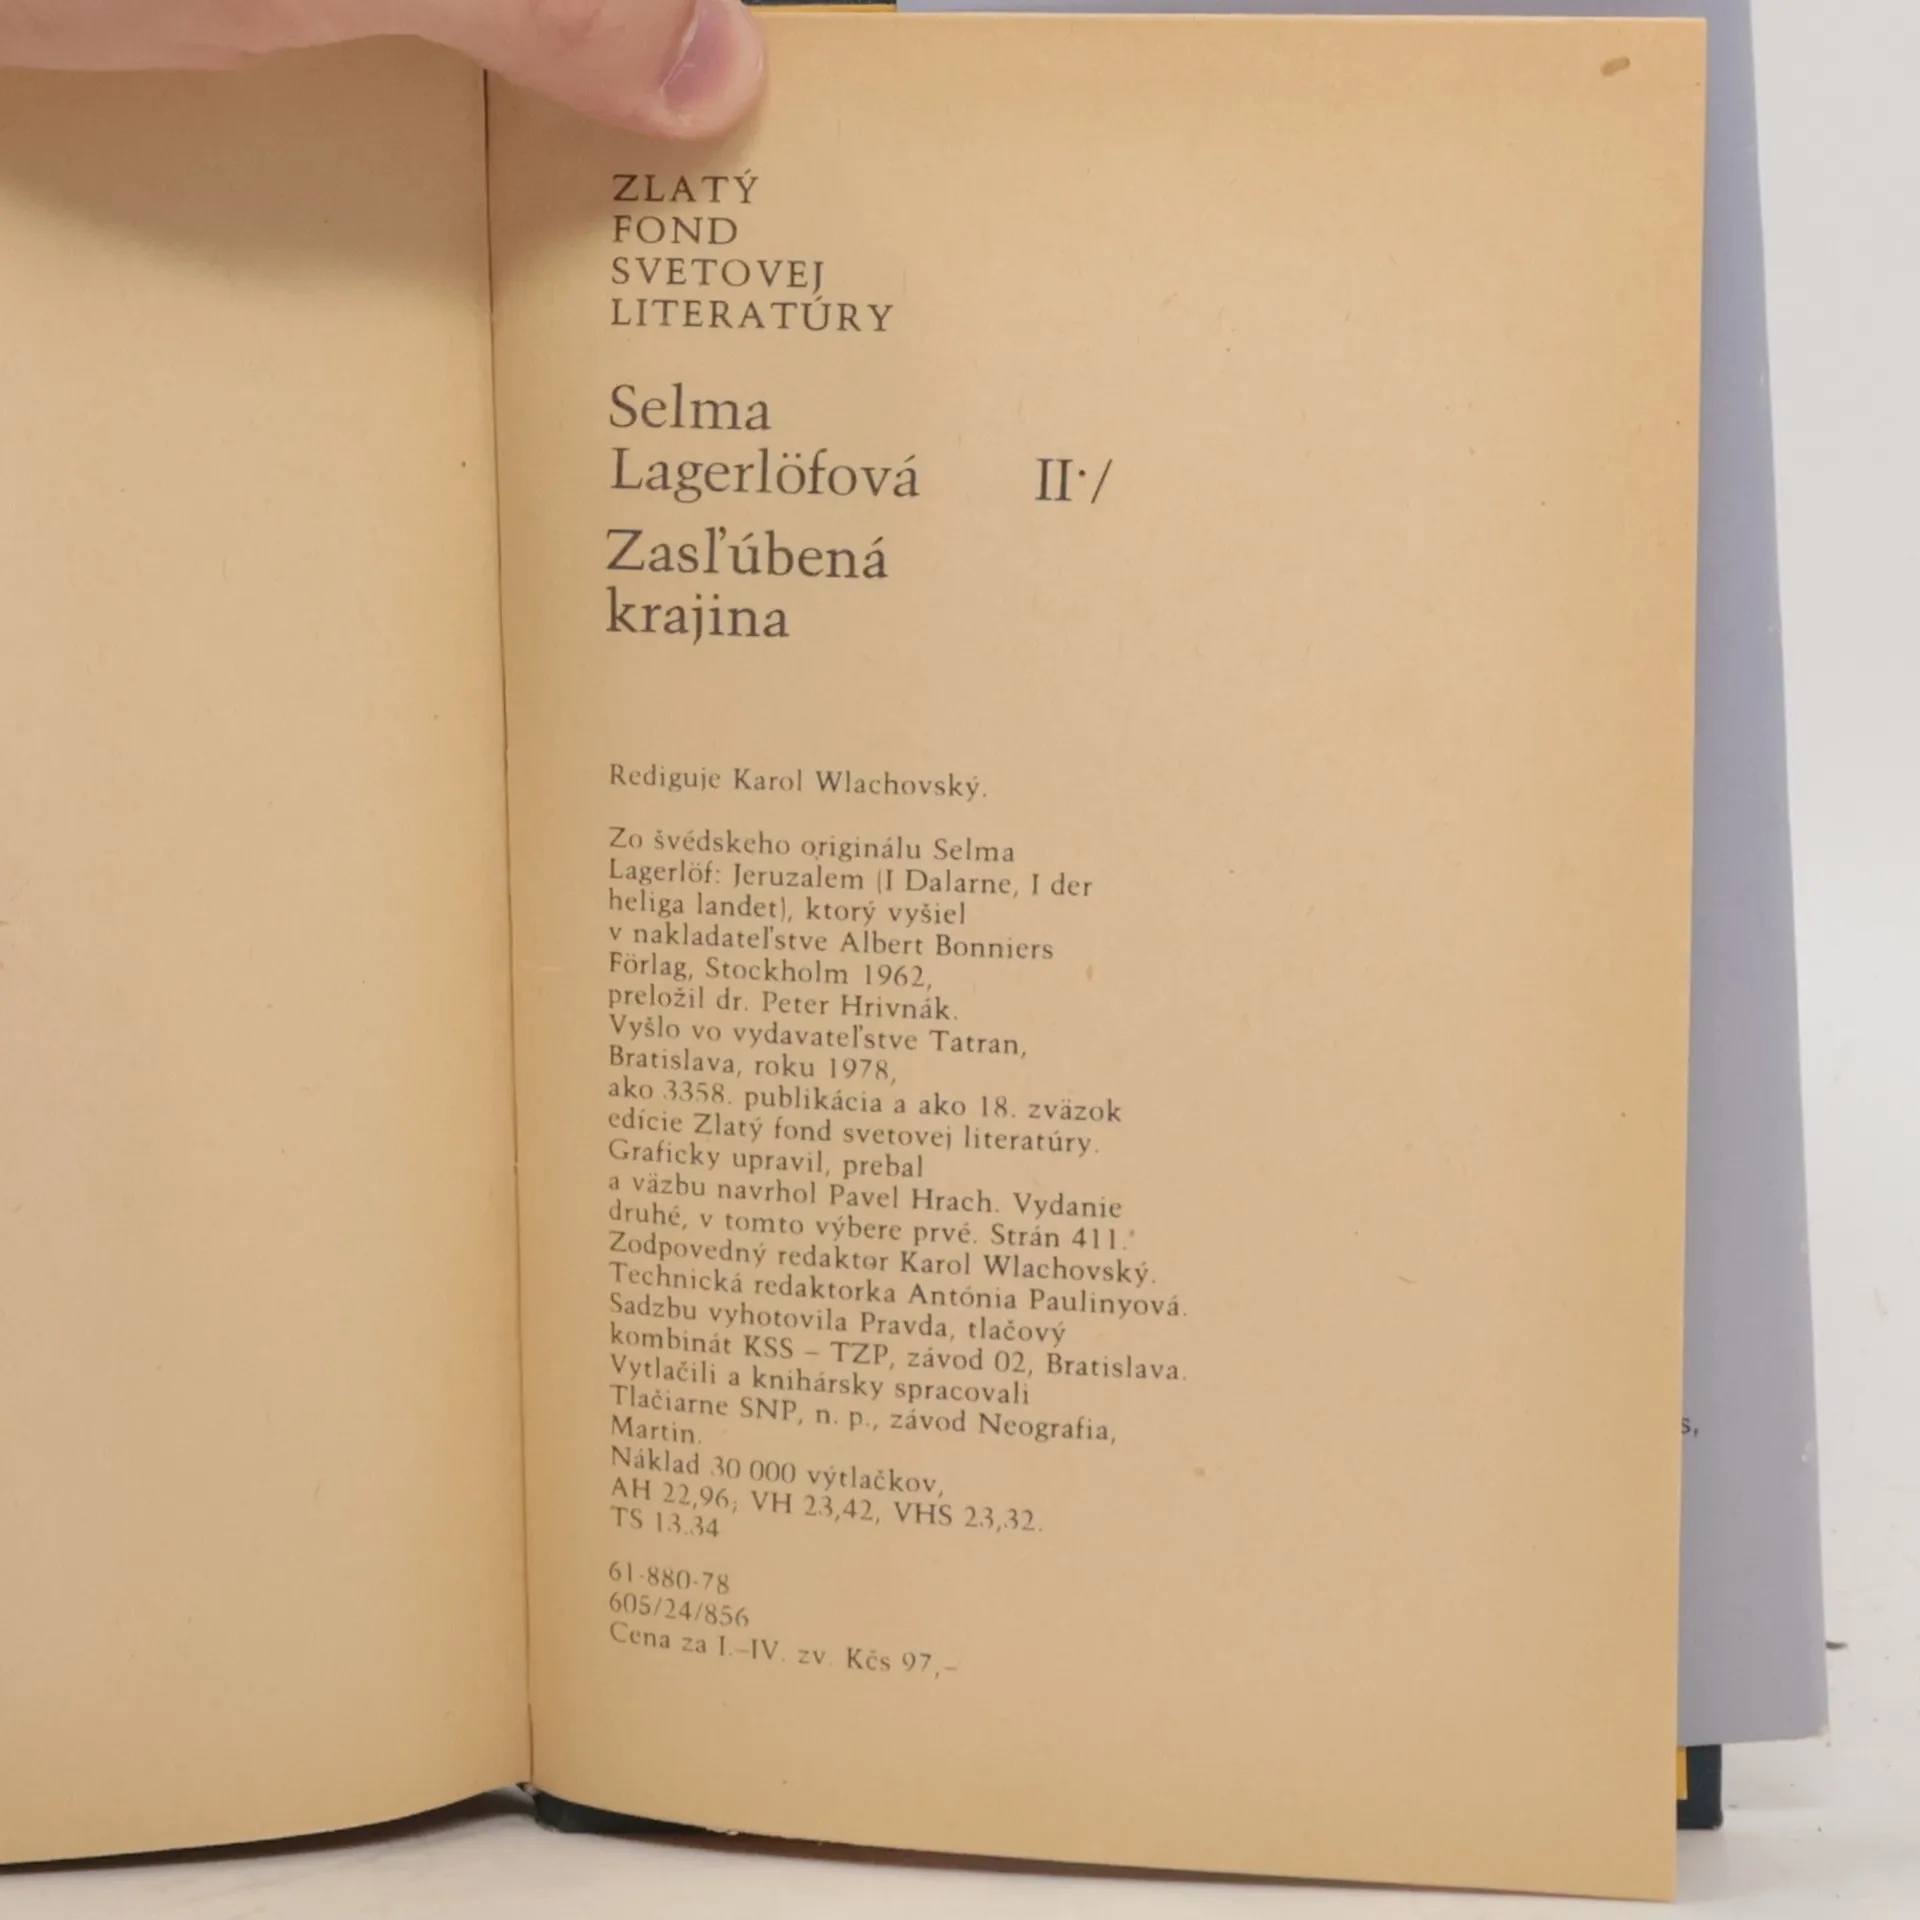 ZLATÝ
FOND
SVETOVEJ
LITERATÚRY
Selma
Lagerlöfová II·/
Zasľúbená
krajina
Rediguje Karol Wlachovský.
Zo švédskeho originálu Selma
Lagerlöf: Jeruzalem (I Dalarne, I der
heliga landet), ktorý vyšiel
v nakladateľstve Albert Bonniers
Förlag, Stockholm 1962,
preložil dr. Peter Hrivnák.
Vyšlo vo vydavateľstve Tatran,
Bratislava, roku 1978,
ako 3358. publikácia a ako 18. zväzok
edície Zlatý fond svetovej literatúry.
Graficky upravil, prebal
a väzbu navrhol Pavel Hrach. Vydanie
druhé, v tomto výbere prvé. Strán 411.
Zodpovedný redaktor Karol Wlachovský.
Technická redaktorka Antónia Paulinyová.
Sadzbu vyhotovila Pravda, tlačový
kombinát KSS – TZP, závod 02, Bratislava.
Vytlačili a knihársky spracovali
Tlačiarne SNP, n. p., závod Neografia,
Martin.
Náklad 30 000 výtlačkov,
AH 22,96; VH 23,42, VHS 23,32.
TS 13.34
61-880-78
605/24/856
Cena za I.–IV. zv. Kčs 97,–
s,